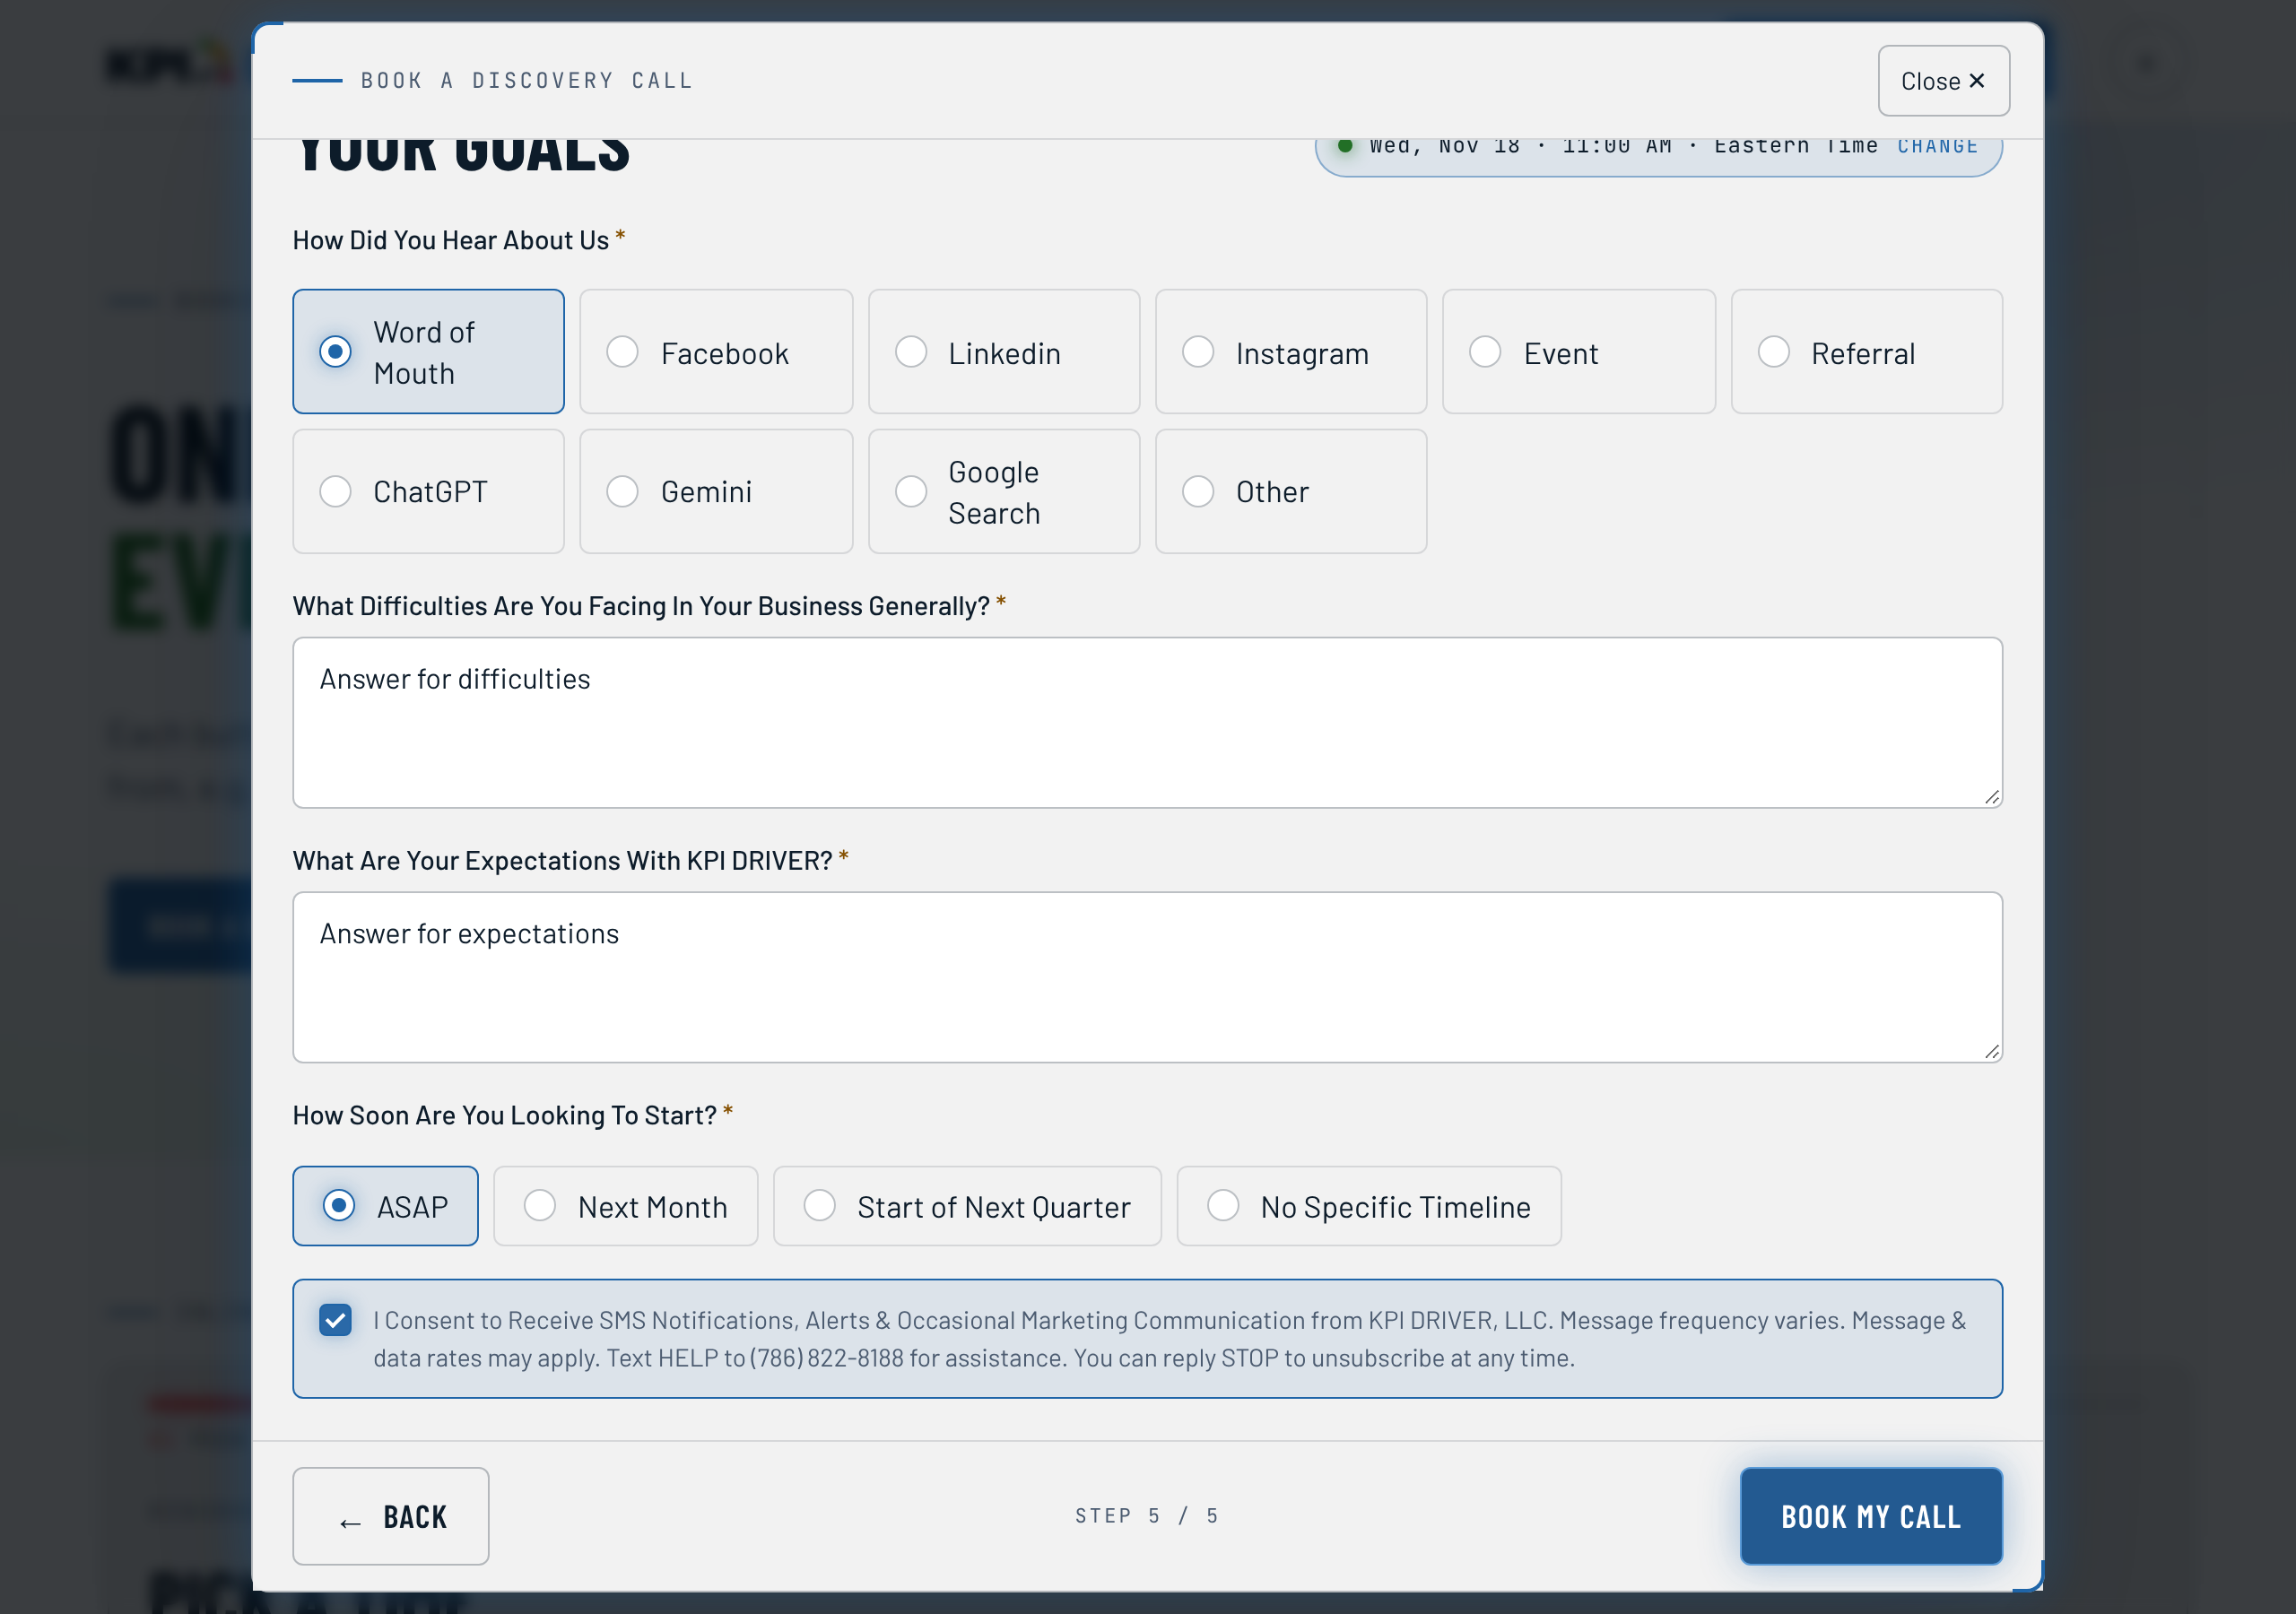 KPI
BOOK A DISCOVERY CALL
Close ✕
YOUR GOALS
Wed, Nov 18 · 11:00 AM · Eastern Time CHANGE
How Did You Hear About Us *
Word of
Mouth
Facebook
Linkedin
Instagram
Event
Referral
ChatGPT
Gemini
Google
Search
Other
What Difficulties Are You Facing In Your Business Generally? *
Answer for difficulties
What Are Your Expectations With KPI DRIVER? *
Answer for expectations
How Soon Are You Looking To Start? *
ASAP
Next Month
Start of Next Quarter
No Specific Timeline
I Consent to Receive SMS Notifications, Alerts & Occasional Marketing Communication from KPI DRIVER, LLC. Message frequency varies. Message &
data rates may apply. Text HELP to (786) 822-8188 for assistance. You can reply STOP to unsubscribe at any time.
← BACK
STEP 5 / 5
BOOK MY CALL